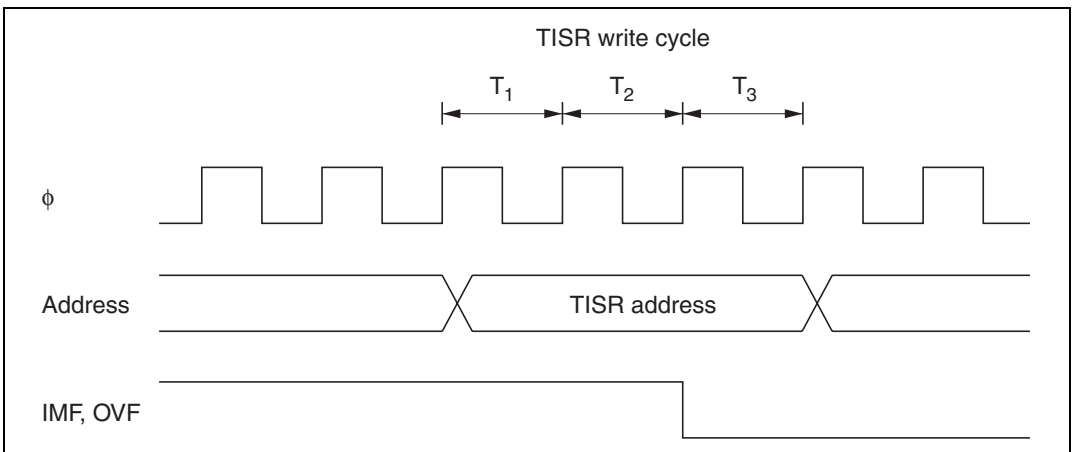 TISR write cycle
T1 T2 T3
φ
Address TISR address
IMF, OVF